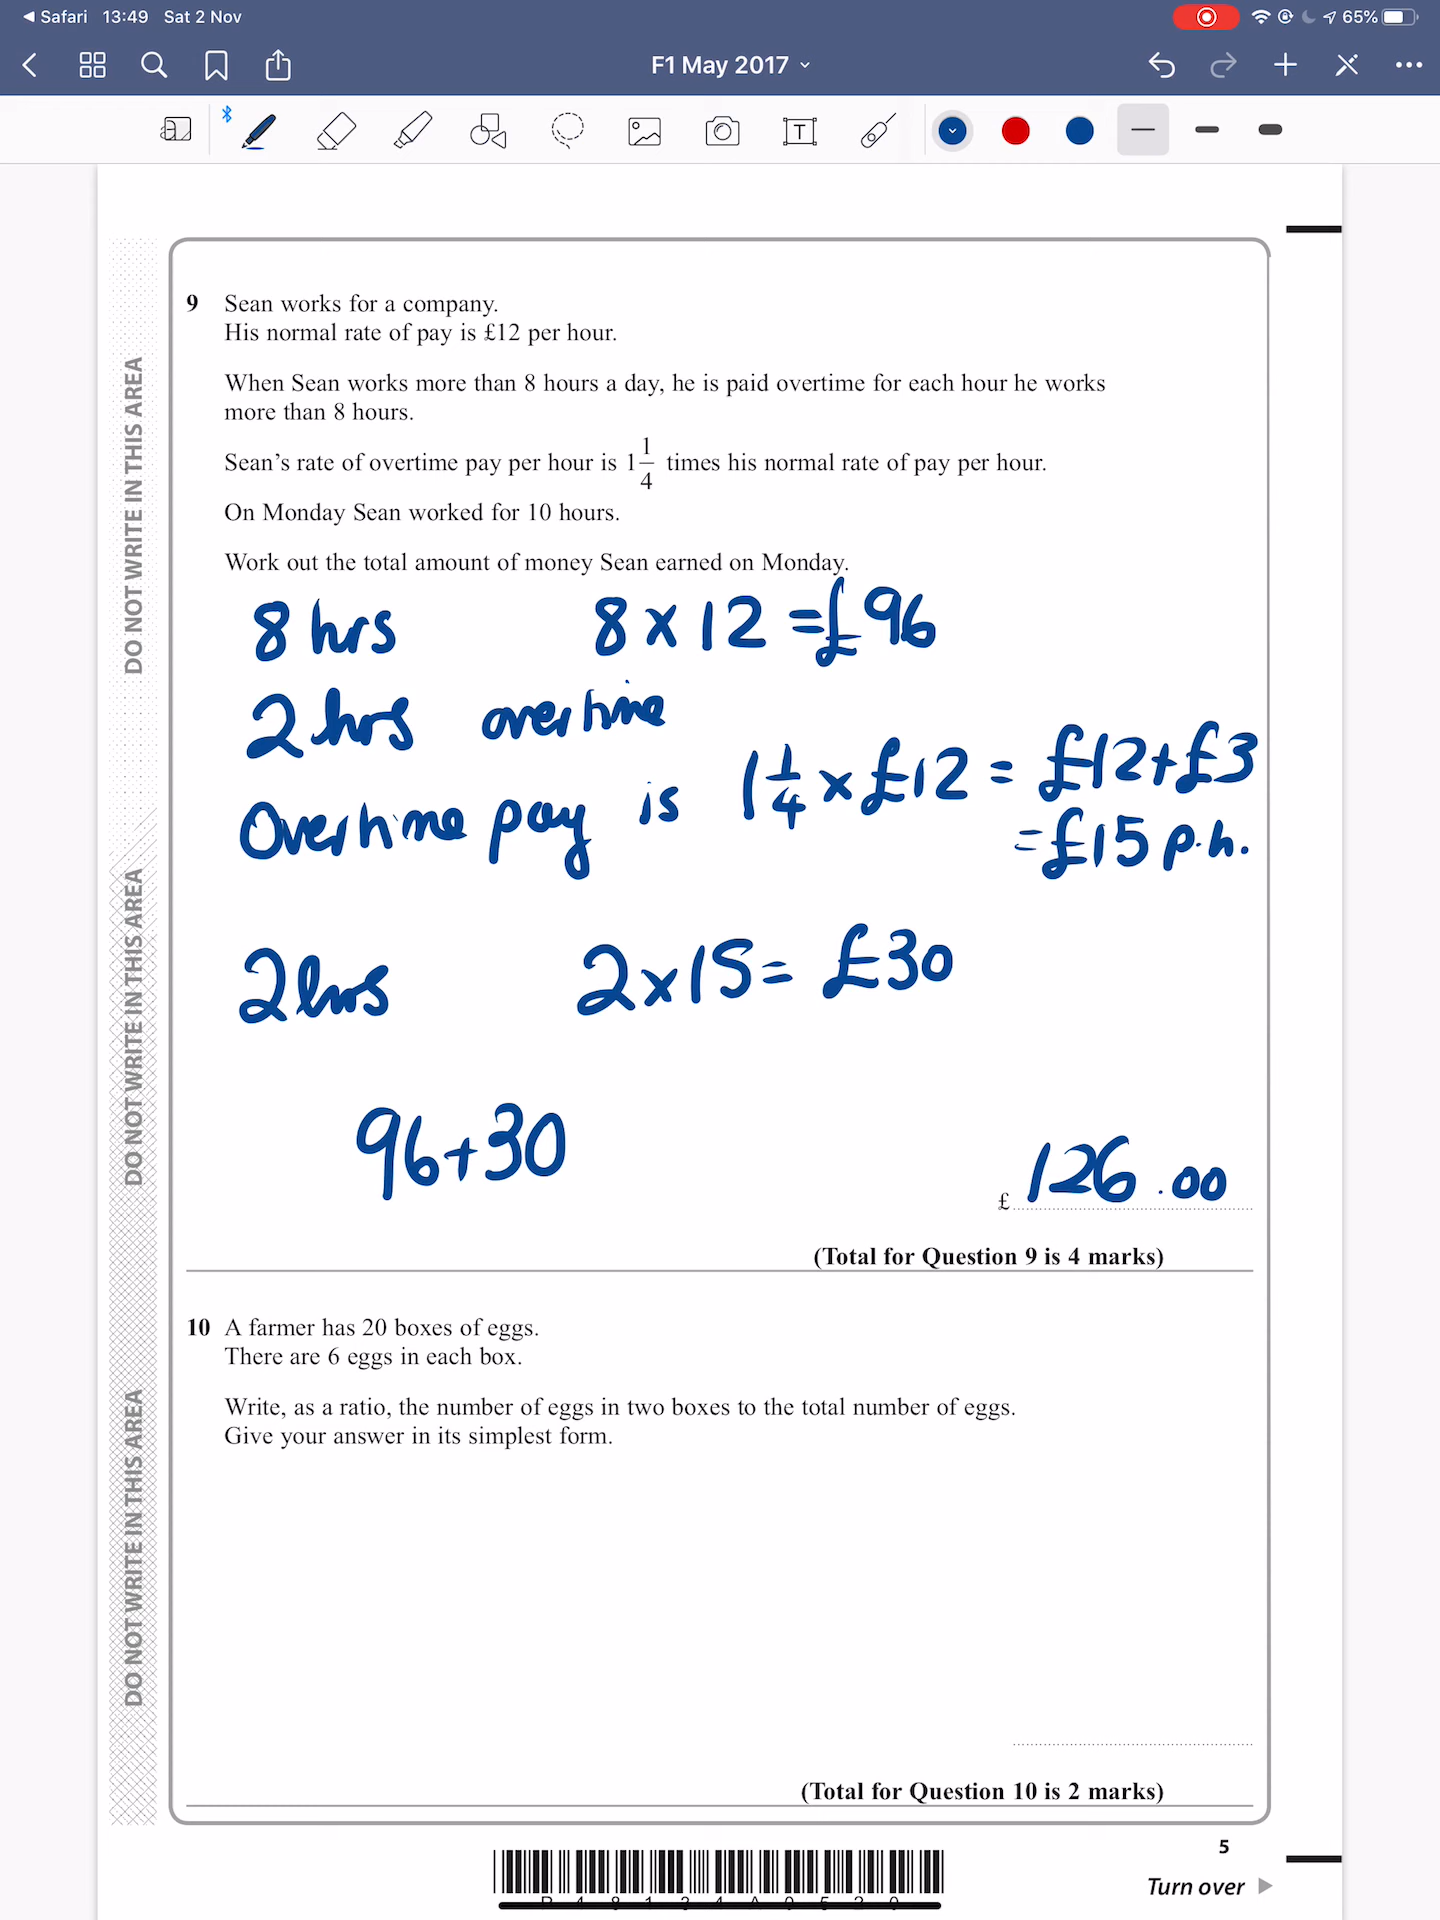 Safari 13:49 Sat 2 Nov
65%
F1 May 2017
DO NOT WRITE IN THIS AREA
DO NOT WRITE IN THIS AREA
DO NOT WRITE IN THIS AREA
9 Sean works for a company.
His normal rate of pay is £12 per hour.
When Sean works more than 8 hours a day, he is paid overtime for each hour he works
more than 8 hours.
Sean's rate of overtime pay per hour is 1 1/4 times his normal rate of pay per hour.
On Monday Sean worked for 10 hours.
Work out the total amount of money Sean earned on Monday.
8 hrs 8 × 12 = £96
2 hrs overtime
Overtime pay is 1 1/4 × £12 = £12 + £3
= £15 p.h.
2 hrs 2 × 15 = £30
96 + 30
£ 126.00
(Total for Question 9 is 4 marks)
10 A farmer has 20 boxes of eggs.
There are 6 eggs in each box.
Write, as a ratio, the number of eggs in two boxes to the total number of eggs.
Give your answer in its simplest form.
(Total for Question 10 is 2 marks)
5
Turn over